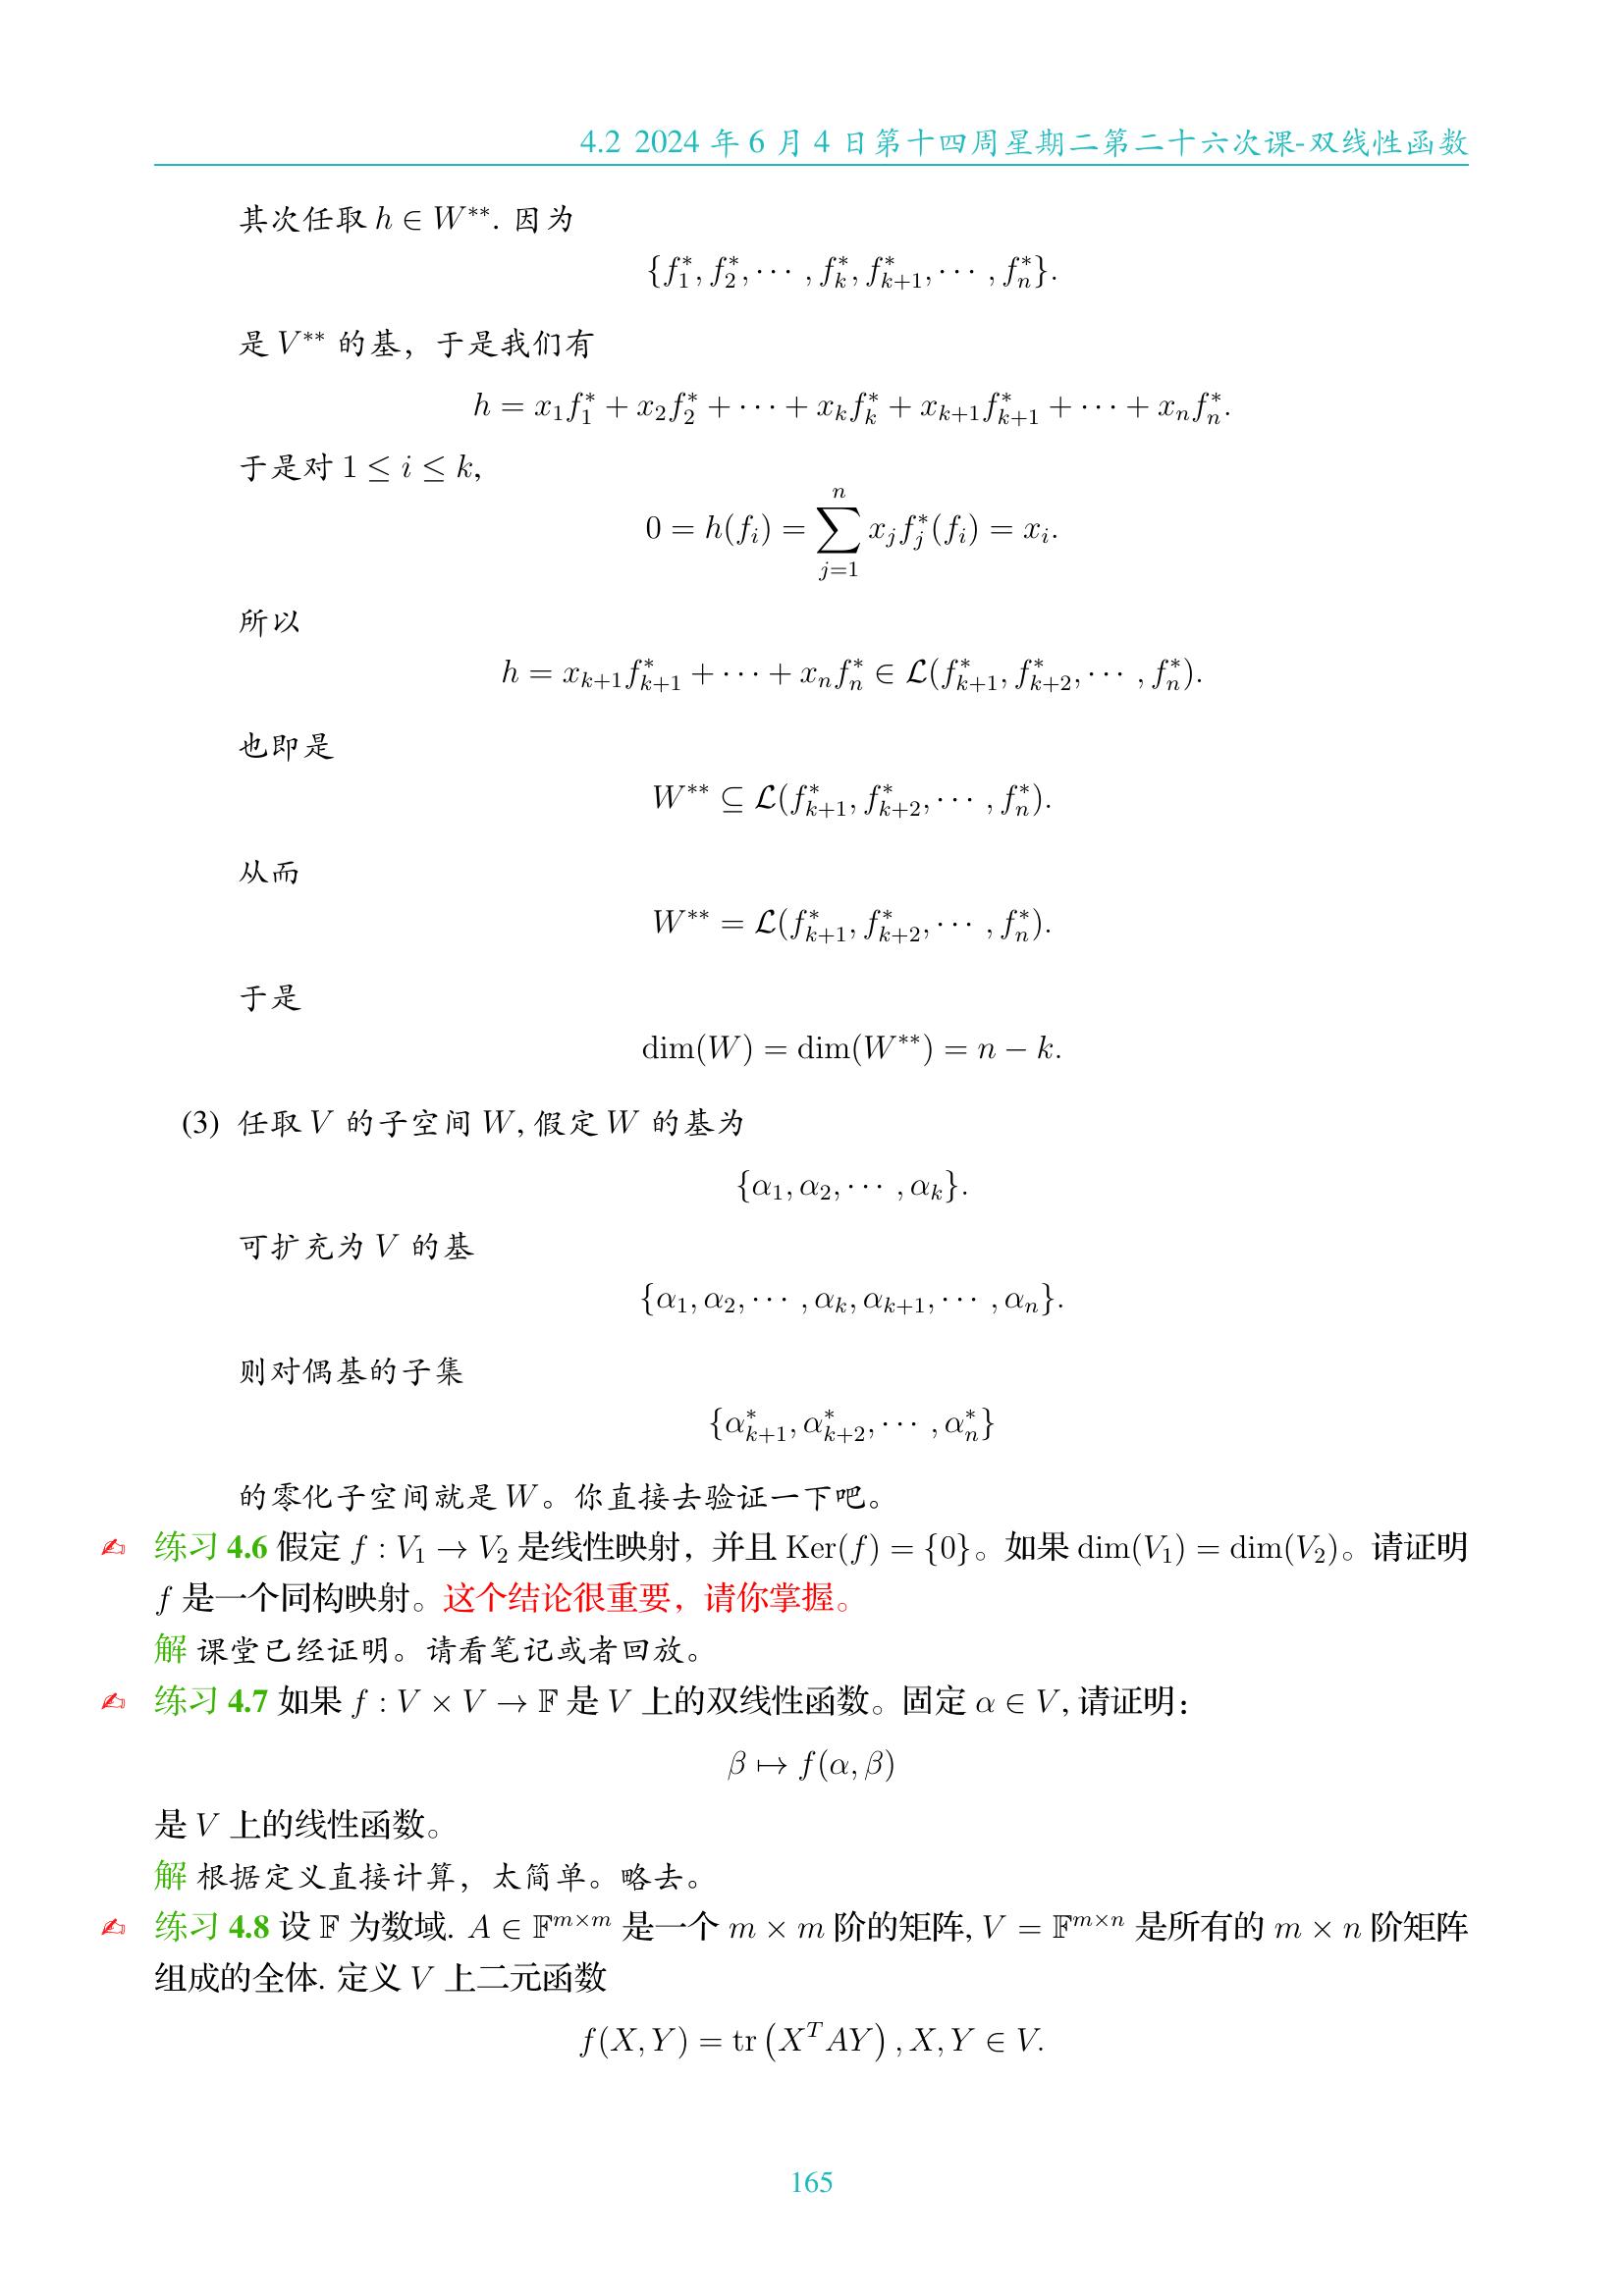 4.2 2024 年 6 月 4 日第十四周星期二第二十六次课-双线性函数
其次任取 $h \in W^{**}$. 因为
$\{f_1^*, f_2^*, \cdots, f_k^*, f_{k+1}^*, \cdots, f_n^*\}.$
是 $V^{**}$ 的基，于是我们有
$h = x_1 f_1^* + x_2 f_2^* + \cdots + x_k f_k^* + x_{k+1} f_{k+1}^* + \cdots + x_n f_n^*.$
于是对 $1 \le i \le k$,
$0 = h(f_i) = \sum_{j=1}^{n} x_j f_j^*(f_i) = x_i.$
所以
$h = x_{k+1} f_{k+1}^* + \cdots + x_n f_n^* \in \mathcal{L}(f_{k+1}^*, f_{k+2}^*, \cdots, f_n^*).$
也即是
$W^{**} \subseteq \mathcal{L}(f_{k+1}^*, f_{k+2}^*, \cdots, f_n^*).$
从而
$W^{**} = \mathcal{L}(f_{k+1}^*, f_{k+2}^*, \cdots, f_n^*).$
于是
$\dim(W) = \dim(W^{**}) = n - k.$
(3) 任取 $V$ 的子空间 $W$, 假定 $W$ 的基为
$\{\alpha_1, \alpha_2, \cdots, \alpha_k\}.$
可扩充为 $V$ 的基
$\{\alpha_1, \alpha_2, \cdots, \alpha_k, \alpha_{k+1}, \cdots, \alpha_n\}.$
则对偶基的子集
$\{\alpha_{k+1}^*, \alpha_{k+2}^*, \cdots, \alpha_n^*\}$
的零化子空间就是 $W$。你直接去验证一下吧。
✍ 练习 4.6 假定 $f : V_1 \to V_2$ 是线性映射，并且 $\mathrm{Ker}(f) = \{0\}$。如果 $\dim(V_1) = \dim(V_2)$。请证明
$f$ 是一个同构映射。这个结论很重要，请你掌握。
解 课堂已经证明。请看笔记或者回放。
✍ 练习 4.7 如果 $f : V \times V \to \mathbb{F}$ 是 $V$ 上的双线性函数。固定 $\alpha \in V$, 请证明：
$\beta \mapsto f(\alpha, \beta)$
是 $V$ 上的线性函数。
解 根据定义直接计算，太简单。略去。
✍ 练习 4.8 设 $\mathbb{F}$ 为数域. $A \in \mathbb{F}^{m \times m}$ 是一个 $m \times m$ 阶的矩阵, $V = \mathbb{F}^{m \times n}$ 是所有的 $m \times n$ 阶矩阵
组成的全体. 定义 $V$ 上二元函数
$f(X, Y) = \mathrm{tr}\left(X^T A Y\right), X, Y \in V.$
165